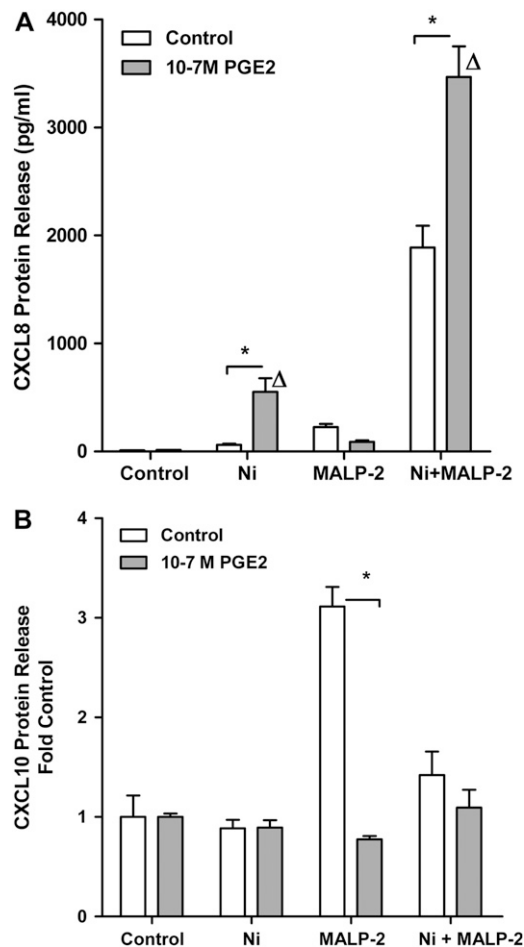 A
Control
10-7M PGE2
CXCL8 Protein Release (pg/ml)
4000
3000
2000
1000
0
*
Δ
*
Δ
Control Ni MALP-2 Ni+MALP-2
B
Control
10-7 M PGE2
CXCL10 Protein Release
Fold Control
4
3
2
1
0
*
Control Ni MALP-2 Ni + MALP-2